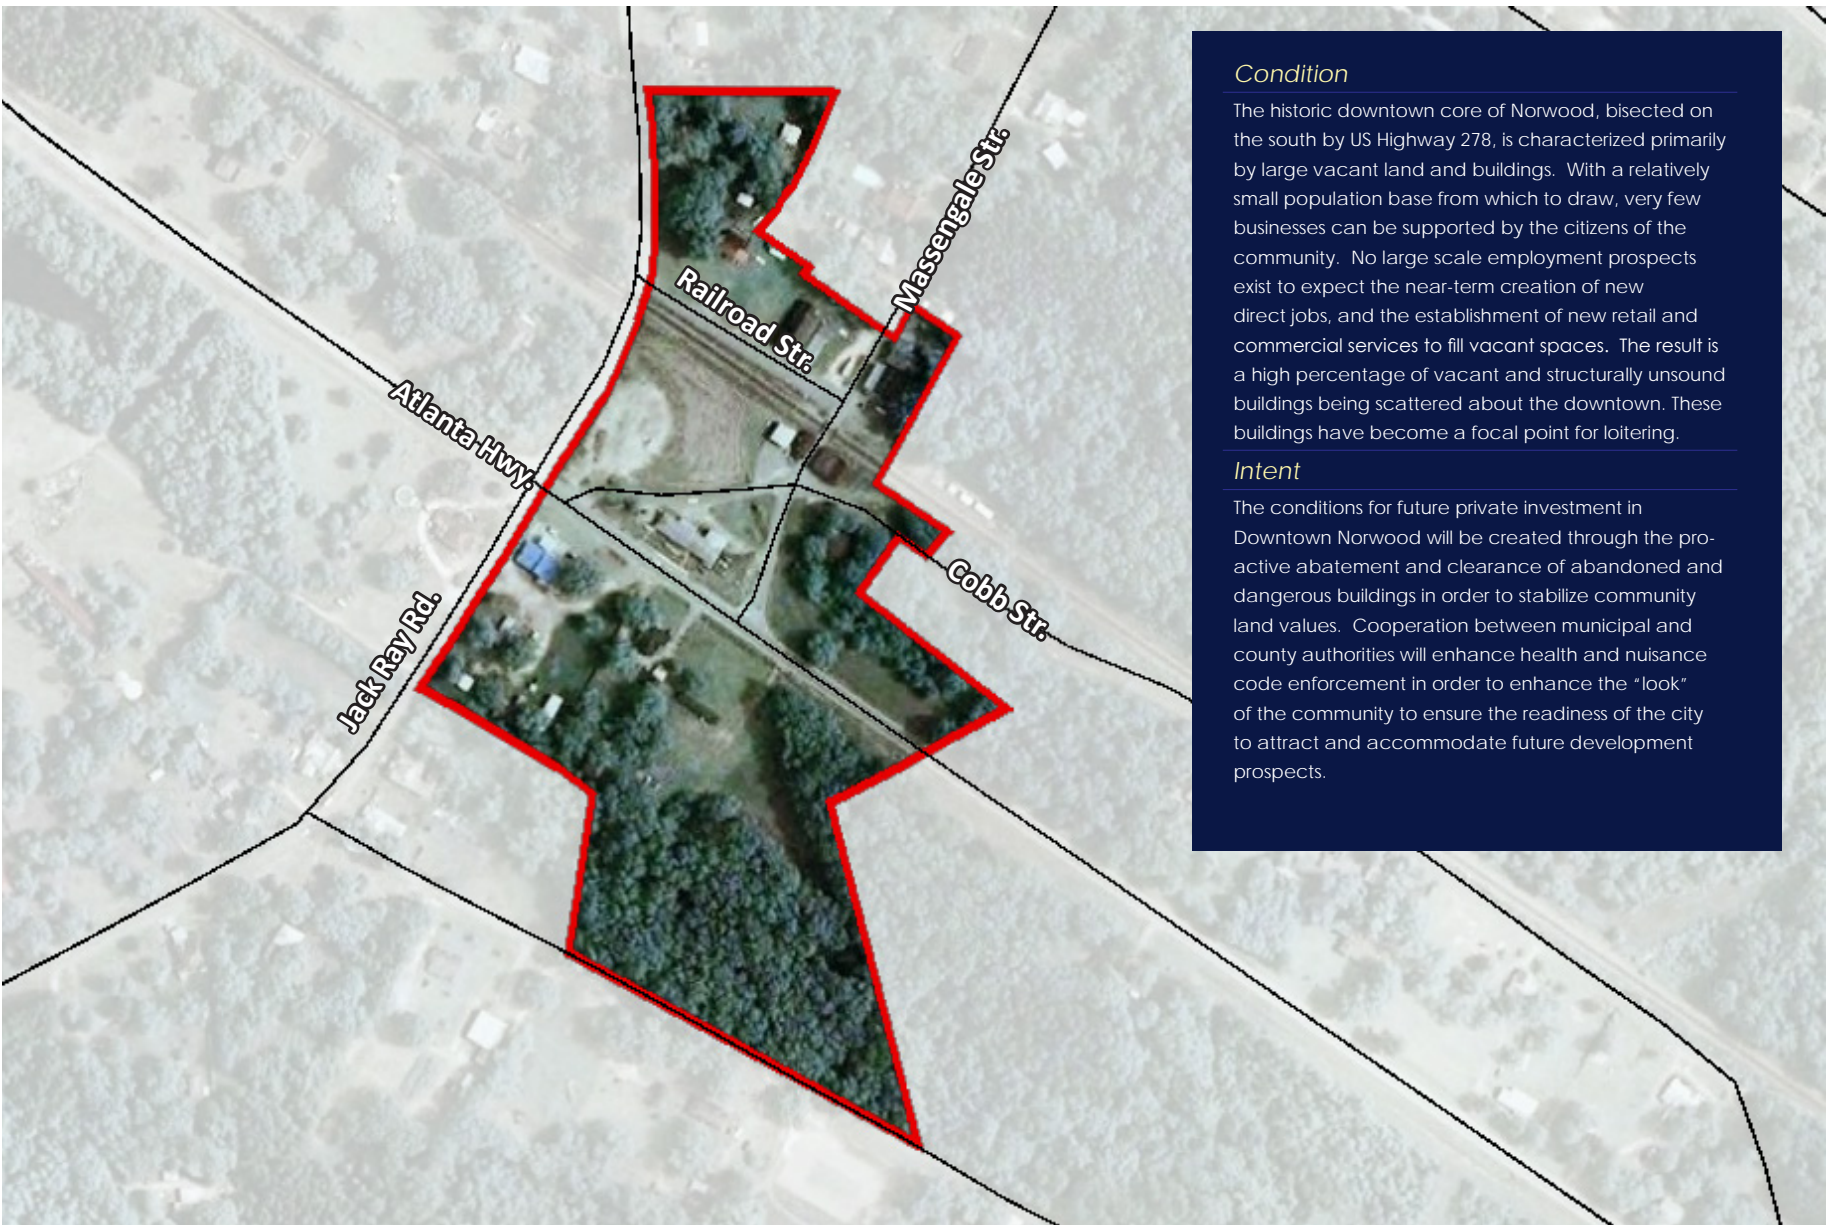 Condition
The historic downtown core of Norwood, bisected on
the south by US Highway 278, is characterized primarily
by large vacant land and buildings.  With a relatively
small population base from which to draw, very few
businesses can be supported by the citizens of the
community.  No large scale employment prospects
exist to expect the near-term creation of new
direct jobs, and the establishment of new retail and
commercial services to fill vacant spaces.  The result is
a high percentage of vacant and structurally unsound
buildings being scattered about the downtown. These
buildings have become a focal point for loitering.
Intent
The conditions for future private investment in
Downtown Norwood will be created through the pro-
active abatement and clearance of abandoned and
dangerous buildings in order to stabilize community
land values.  Cooperation between municipal and
county authorities will enhance health and nuisance
code enforcement in order to enhance the “look”
of the community to ensure the readiness of the city
to attract and accommodate future development
prospects.
Massengale Str.
Railroad Str.
Atlanta Hwy.
Cobb Str.
Jack Ray Rd.